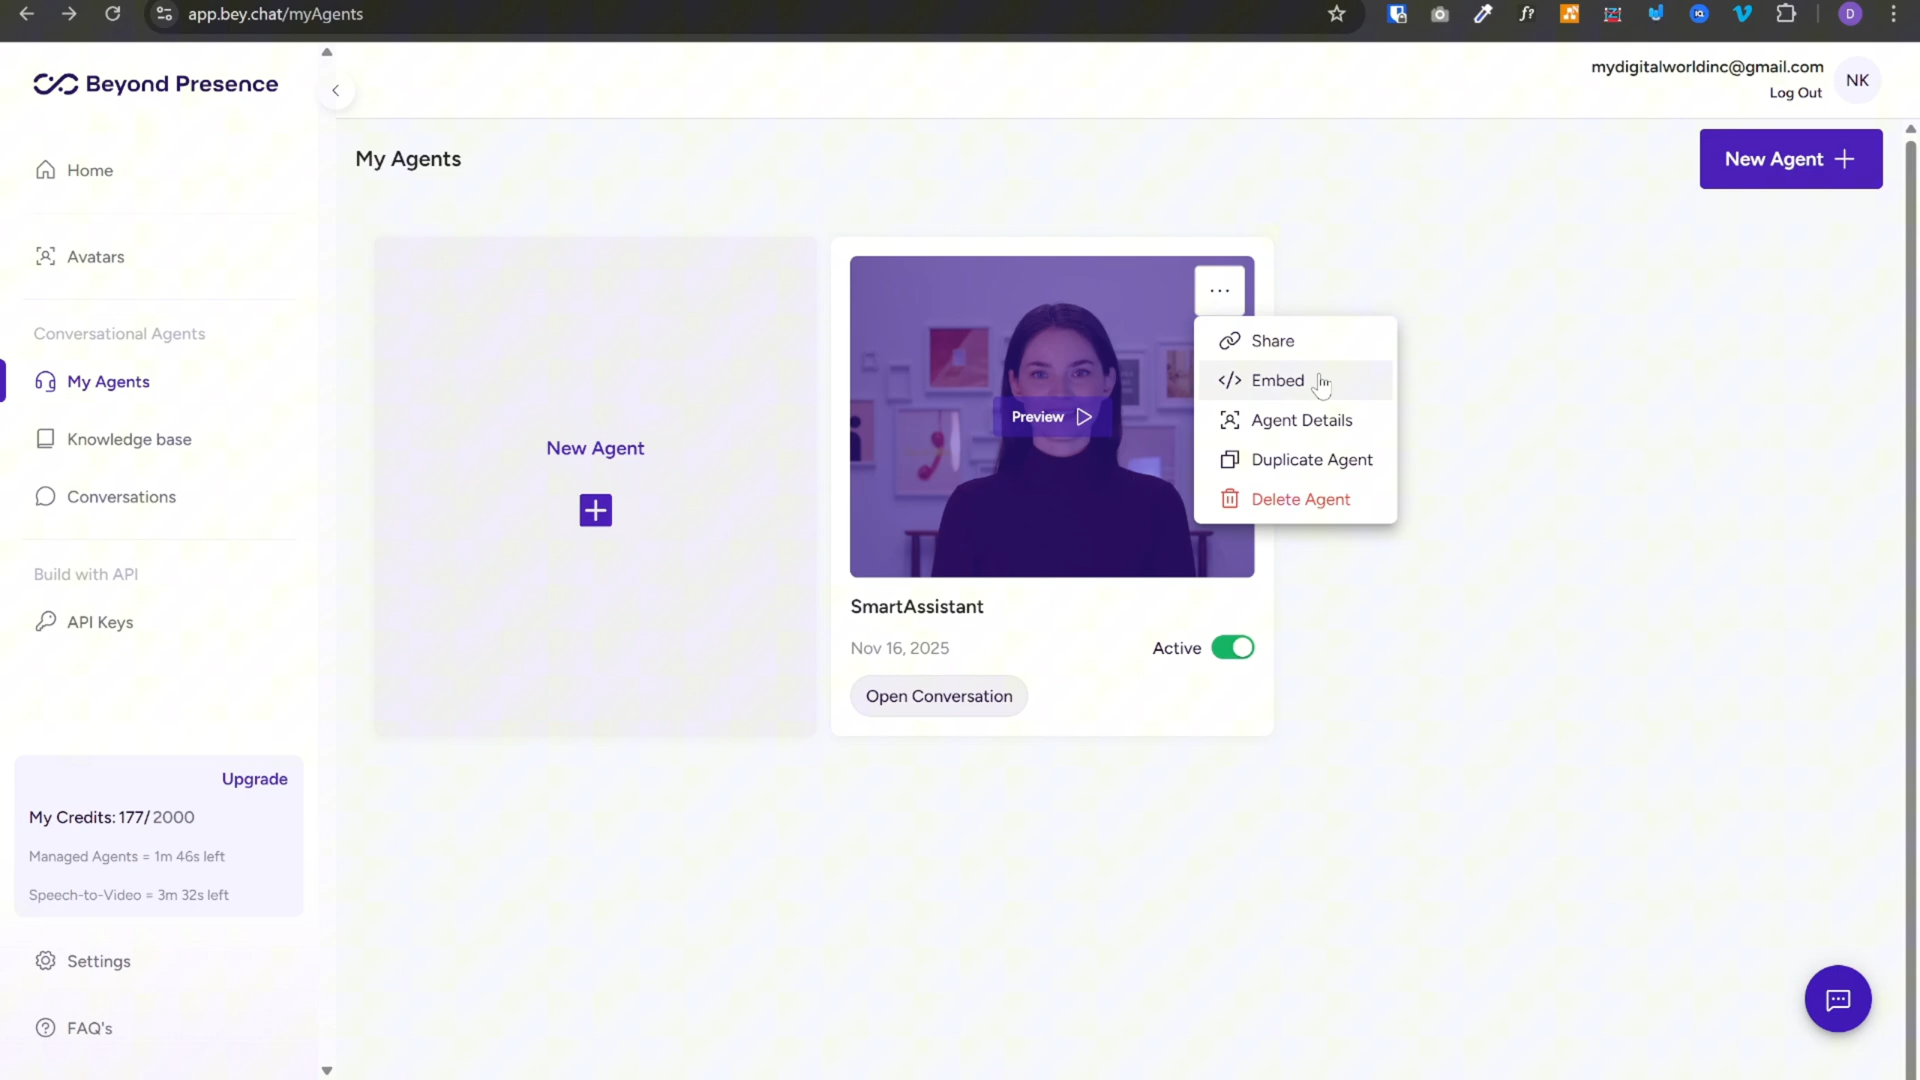 app.bey.chat/myAgents
Beyond Presence
mydigitalworldinc@gmail.com
Log Out
NK
D
Home
Avatars
Conversational Agents
My Agents
Knowledge base
Conversations
Build with API
API Keys
Upgrade
My Credits: 177/ 2000
Managed Agents = 1m 46s left
Speech-to-Video = 3m 32s left
Settings
FAQ's
My Agents
New Agent
New Agent
Preview
Share
Embed
Agent Details
Duplicate Agent
Delete Agent
SmartAssistant
Nov 16, 2025
Active
Open Conversation